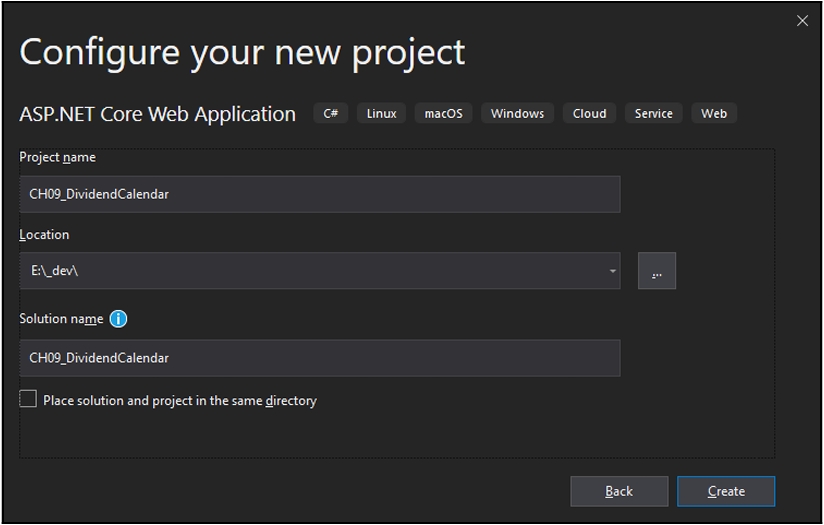 Configure your new project
ASP.NET Core Web Application C# Linux macOS Windows Cloud Service Web
Project name
CH09_DividendCalendar
Location
E:\_dev\
...
Solution name
CH09_DividendCalendar
Place solution and project in the same directory
Back Create